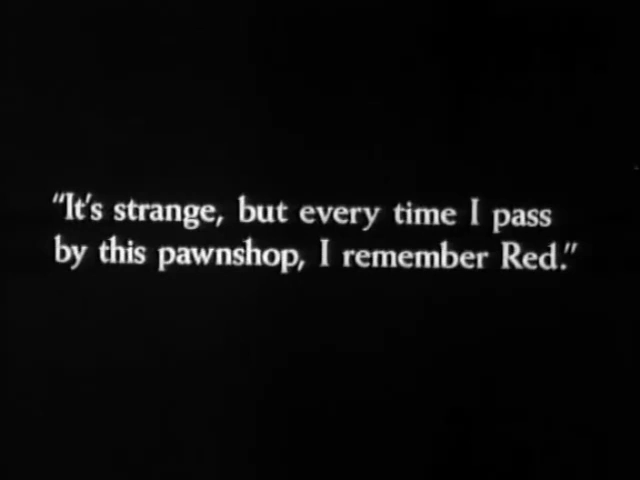 “It's strange, but every time I pass
by this pawnshop, I remember Red.”